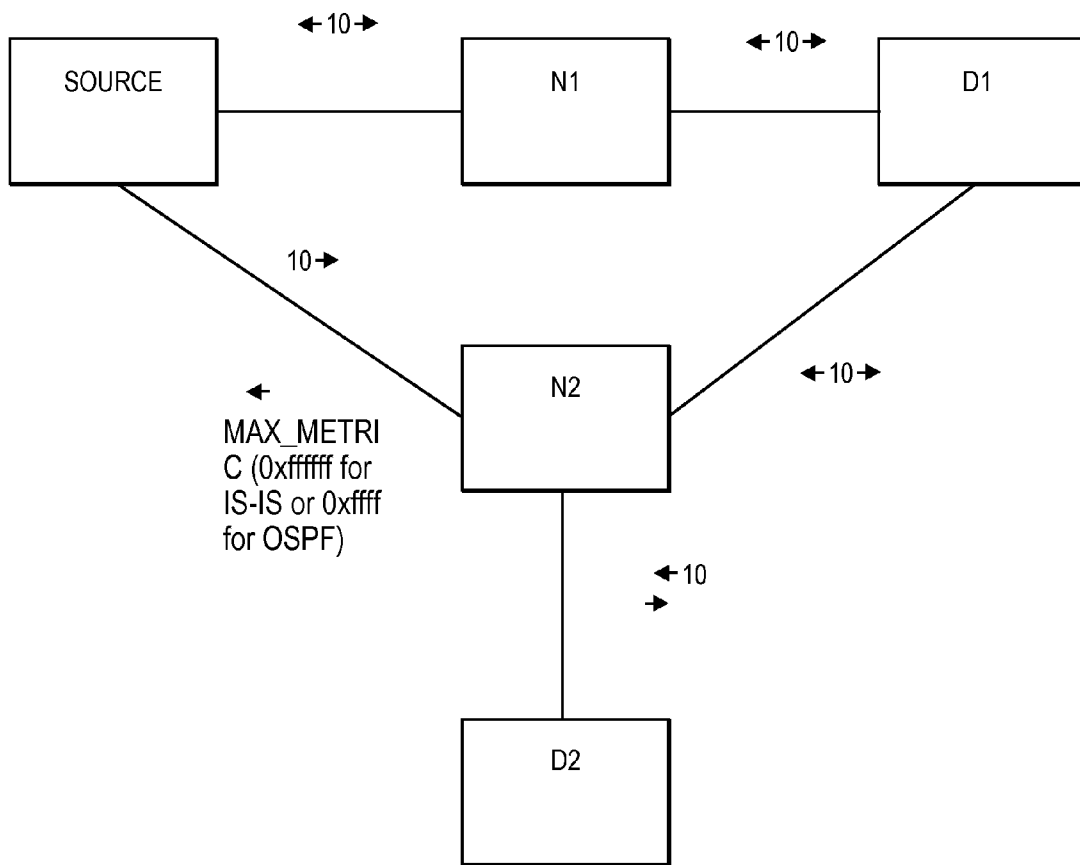 ←10→
←10→
SOURCE
N1
D1
10→
N2
←10→
←
MAX_METRI
C (0xffffff for
IS-IS or 0xffff
for OSPF)
←10
→
D2